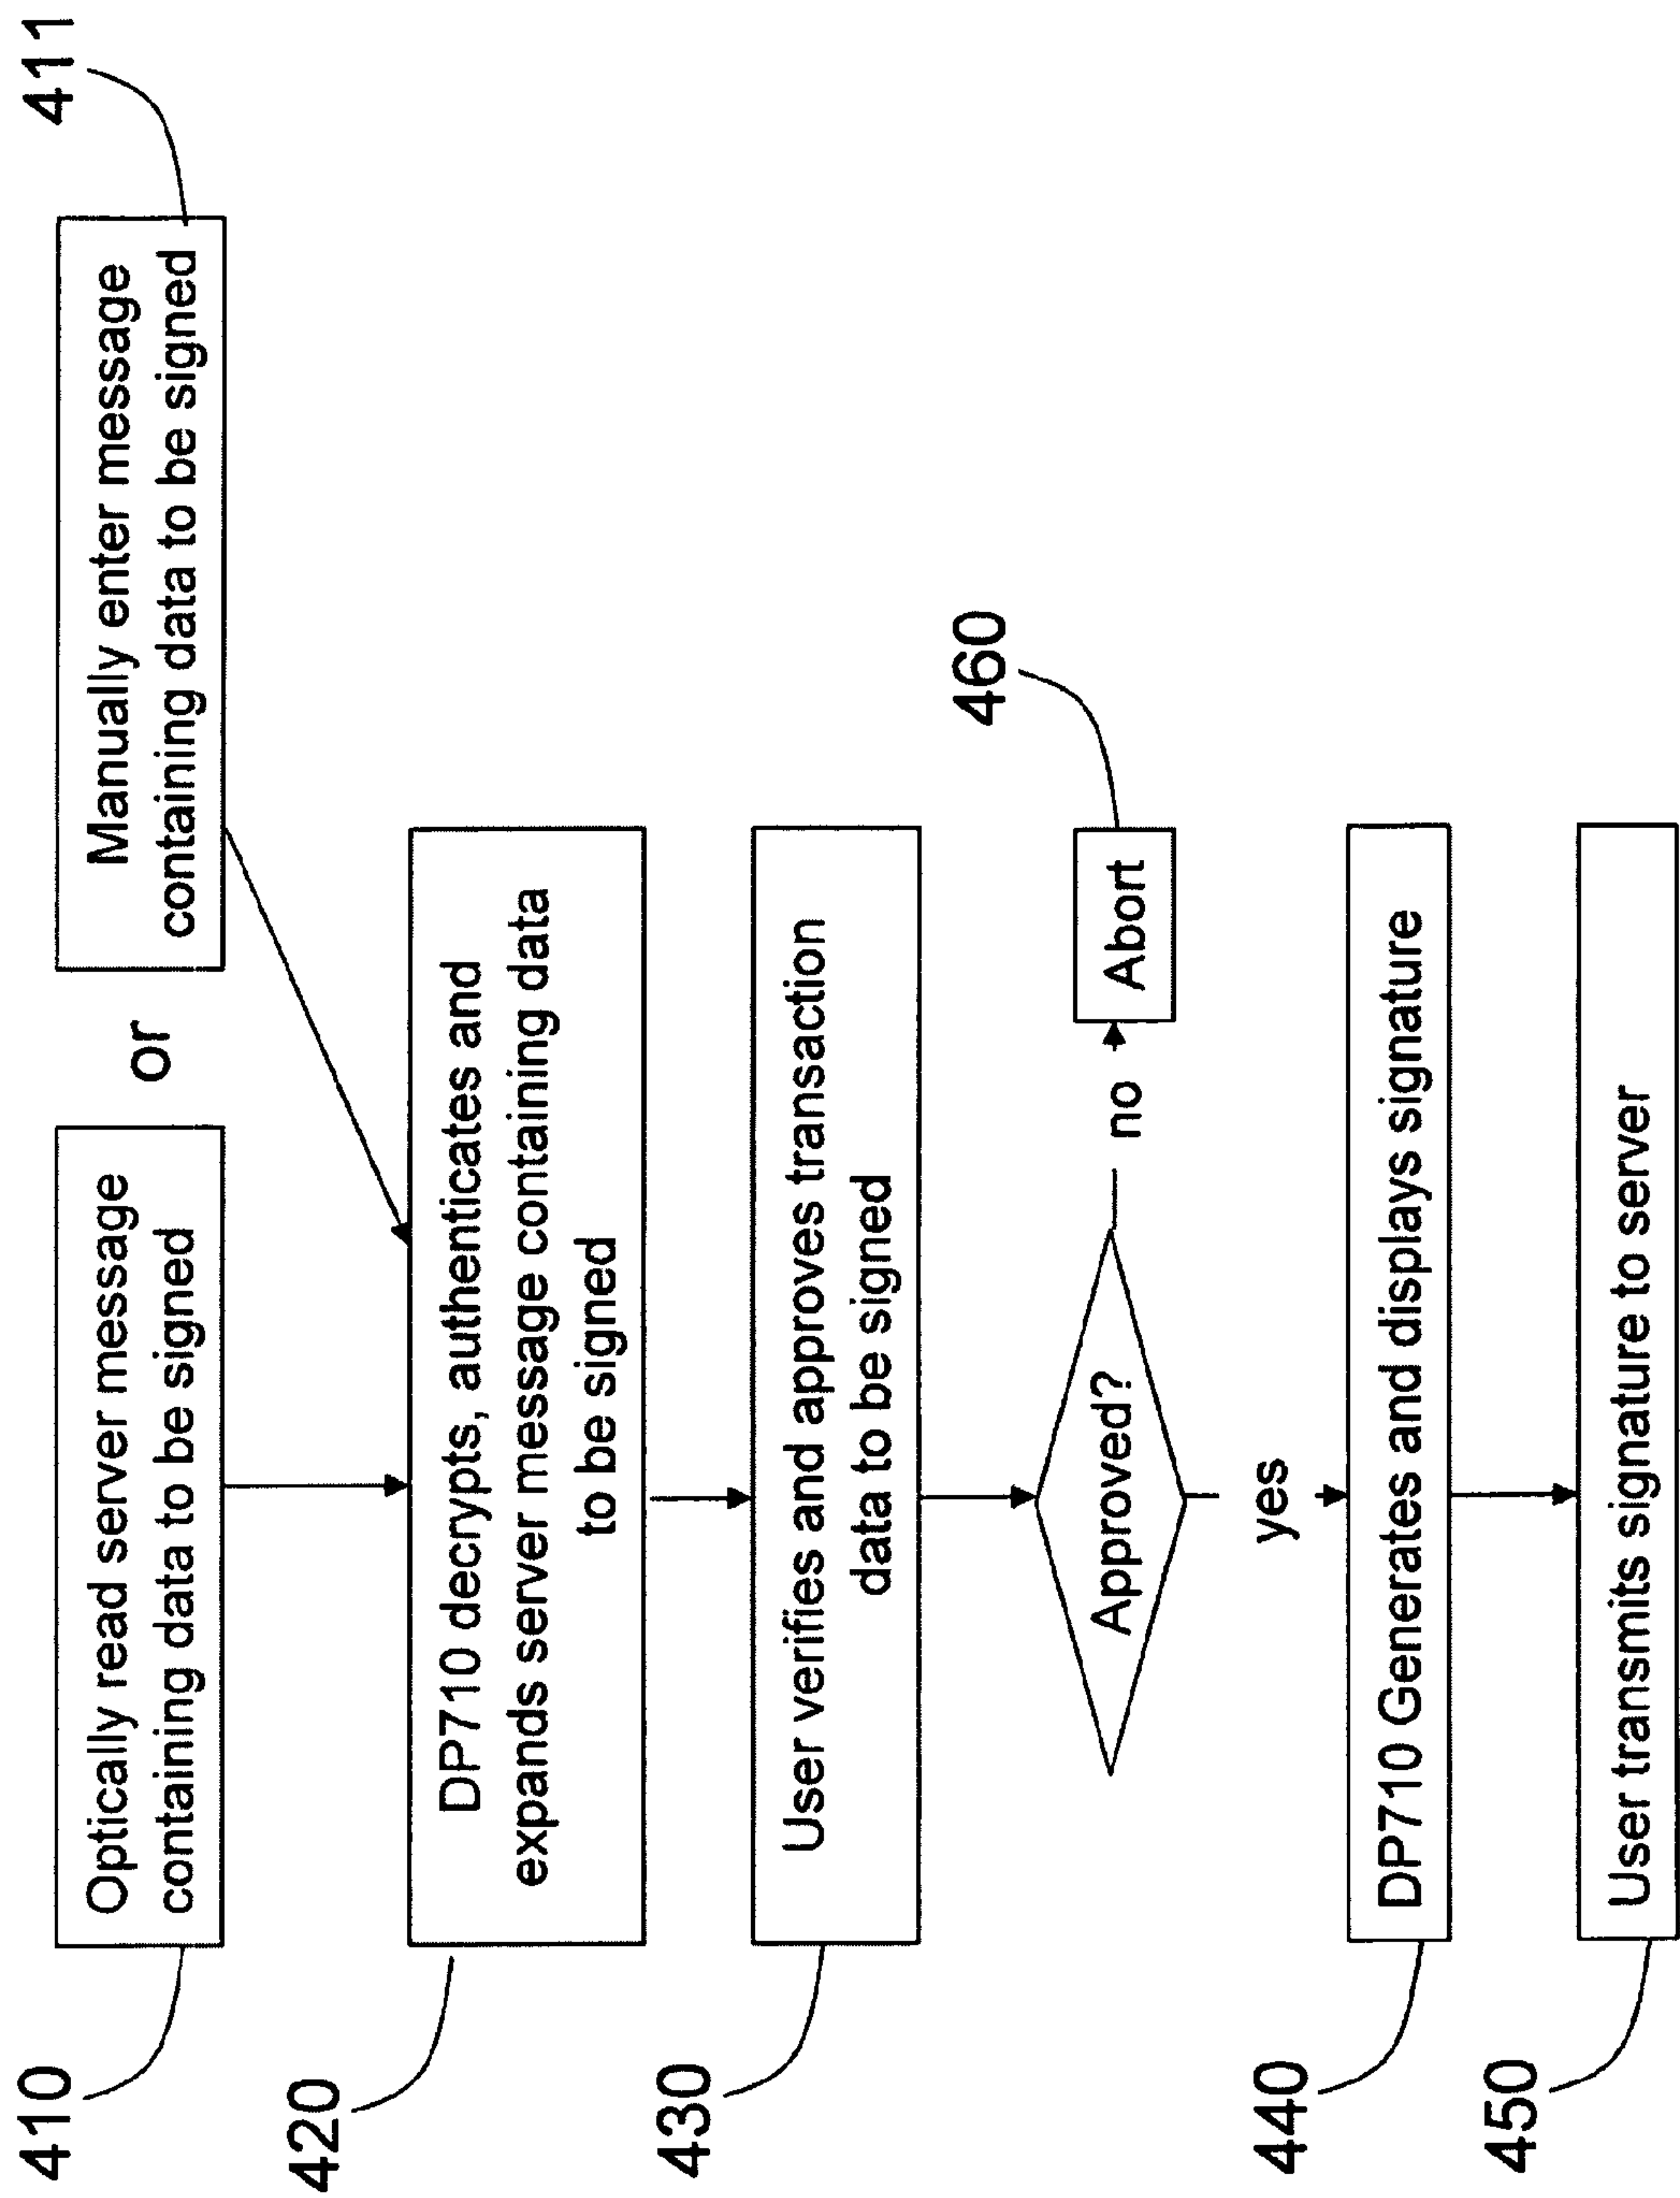 410
Optically read server message
containing data to be signed
or
Manually enter message
containing data to be signed
411
420
DP710 decrypts, authenticates and
expands server message containing data
to be signed
430
User verifies and approves transaction
data to be signed
Approved?
no
Abort
460
yes
440
DP710 Generates and displays signature
450
User transmits signature to server